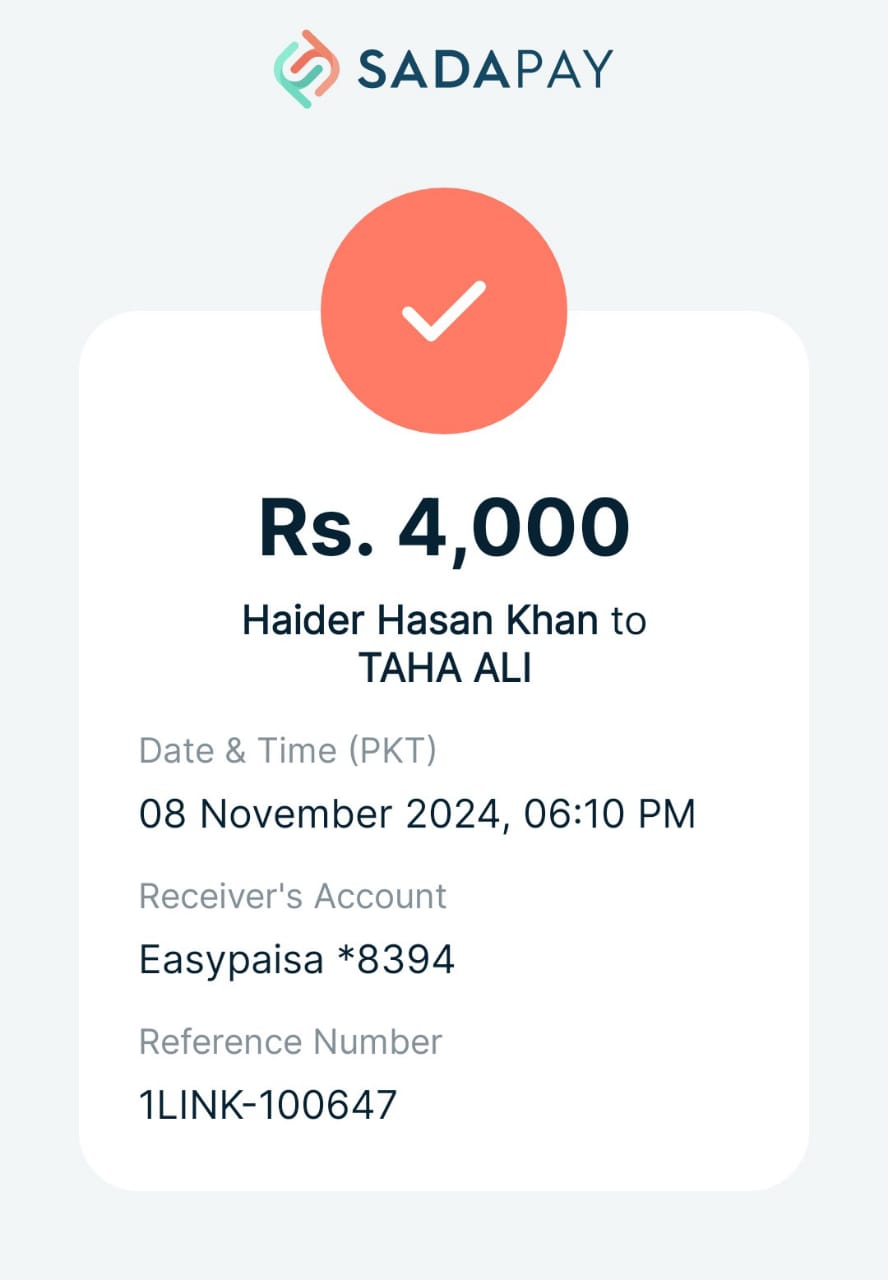 SADAPAY
Rs. 4,000
Haider Hasan Khan to
TAHA ALI
Date & Time (PKT)
08 November 2024, 06:10 PM
Receiver's Account
Easypaisa *8394
Reference Number
1LINK-100647